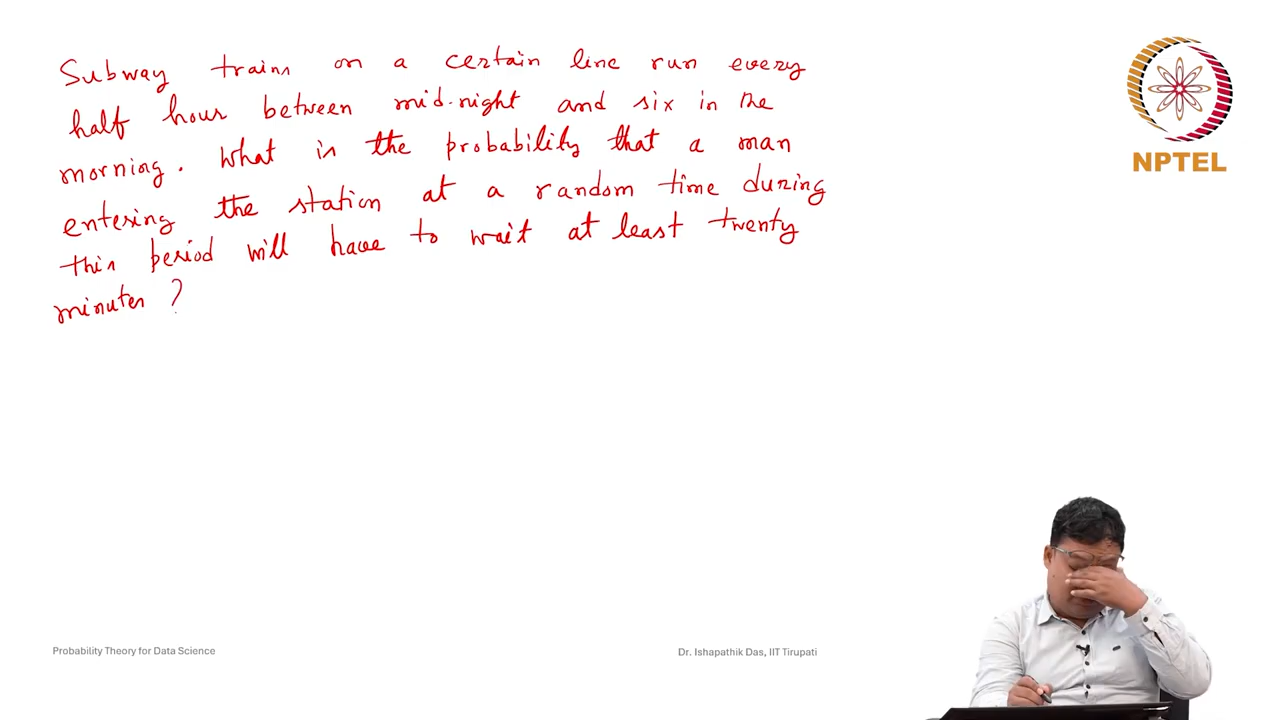 Subway trains on a certain line run every
half hour between mid-night and six in the
morning. What is the probability that a man
entering the station at a random time during
this period will have to wait at least twenty
minutes ?
NPTEL
Probability Theory for Data Science
Dr. Ishapathik Das, IIT Tirupati